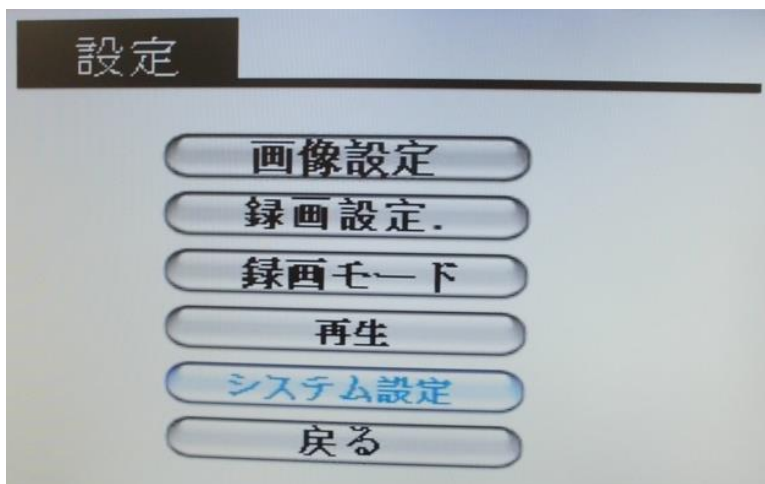 設定
画像設定
録画設定.
録画モード
再生
システム設定
戻る